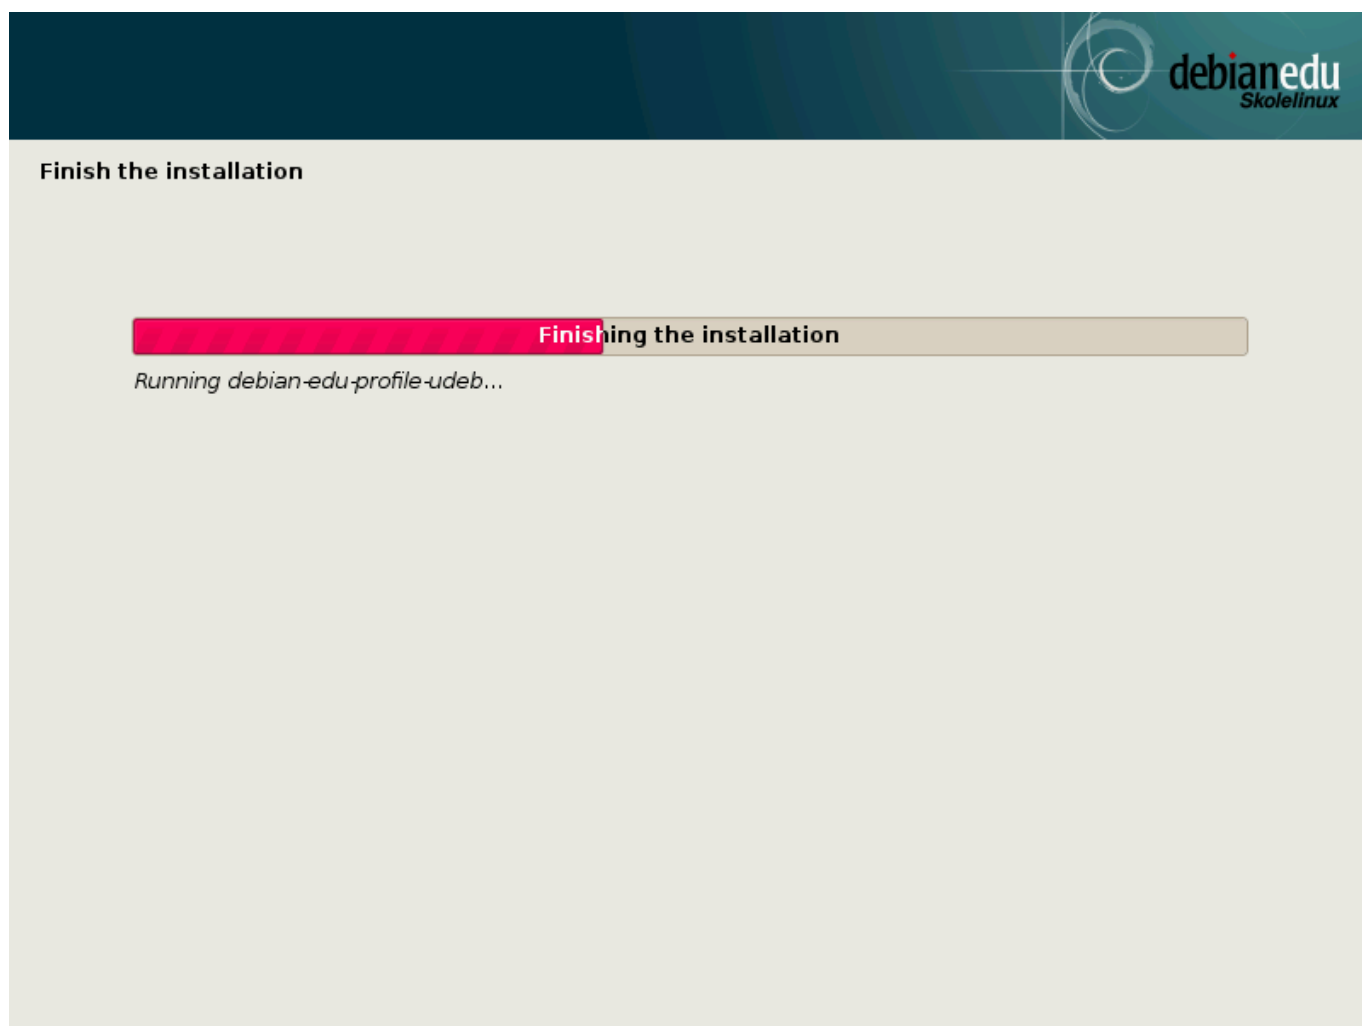 debianedu
Skolelinux
Finish the installation
Finishing the installation
Running debian-edu-profile-udeb...